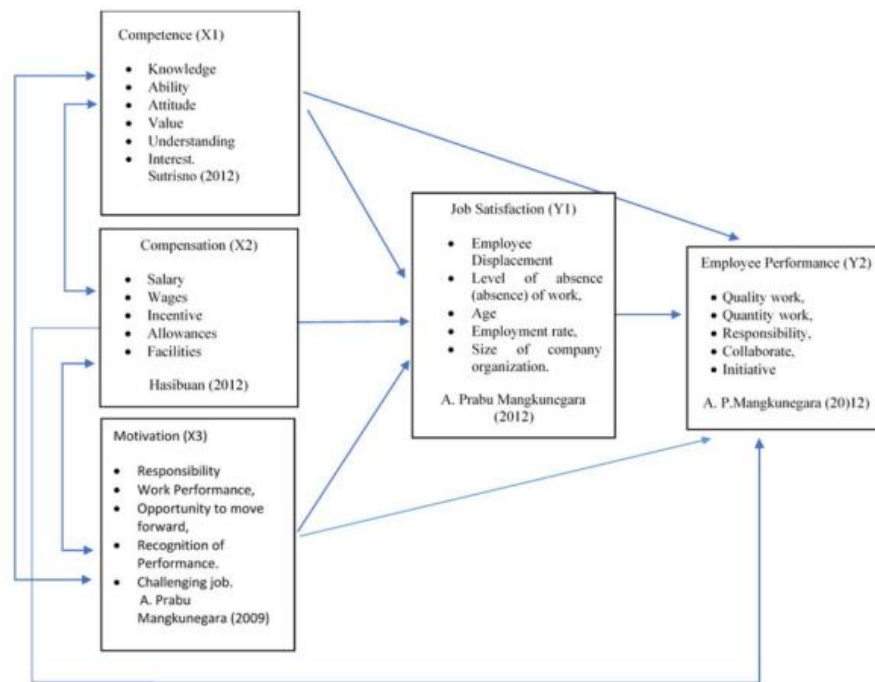 Competence (X1)
• Knowledge
• Ability
• Attitude
• Value
• Understanding
• Interest.
Sutrisno (2012)
Compensation (X2)
• Salary
• Wages
• Incentive
• Allowances
• Facilities
Hasibuan (2012)
Motivation (X3)
• Responsibility
• Work Performance,
• Opportunity to move
forward,
• Recognition of
Performance.
• Challenging job.
A. Prabu
Mangkunegara (2009)
Job Satisfaction (Y1)
• Employee
Displacement
• Level of absence
(absence) of work,
• Age
• Employment rate,
• Size of company
organization.
A. Prabu Mangkunegara
(2012)
Employee Performance (Y2)
• Quality work,
• Quantity work,
• Responsibility,
• Collaborate,
• Initiative
A. P.Mangkunegara (20)12)